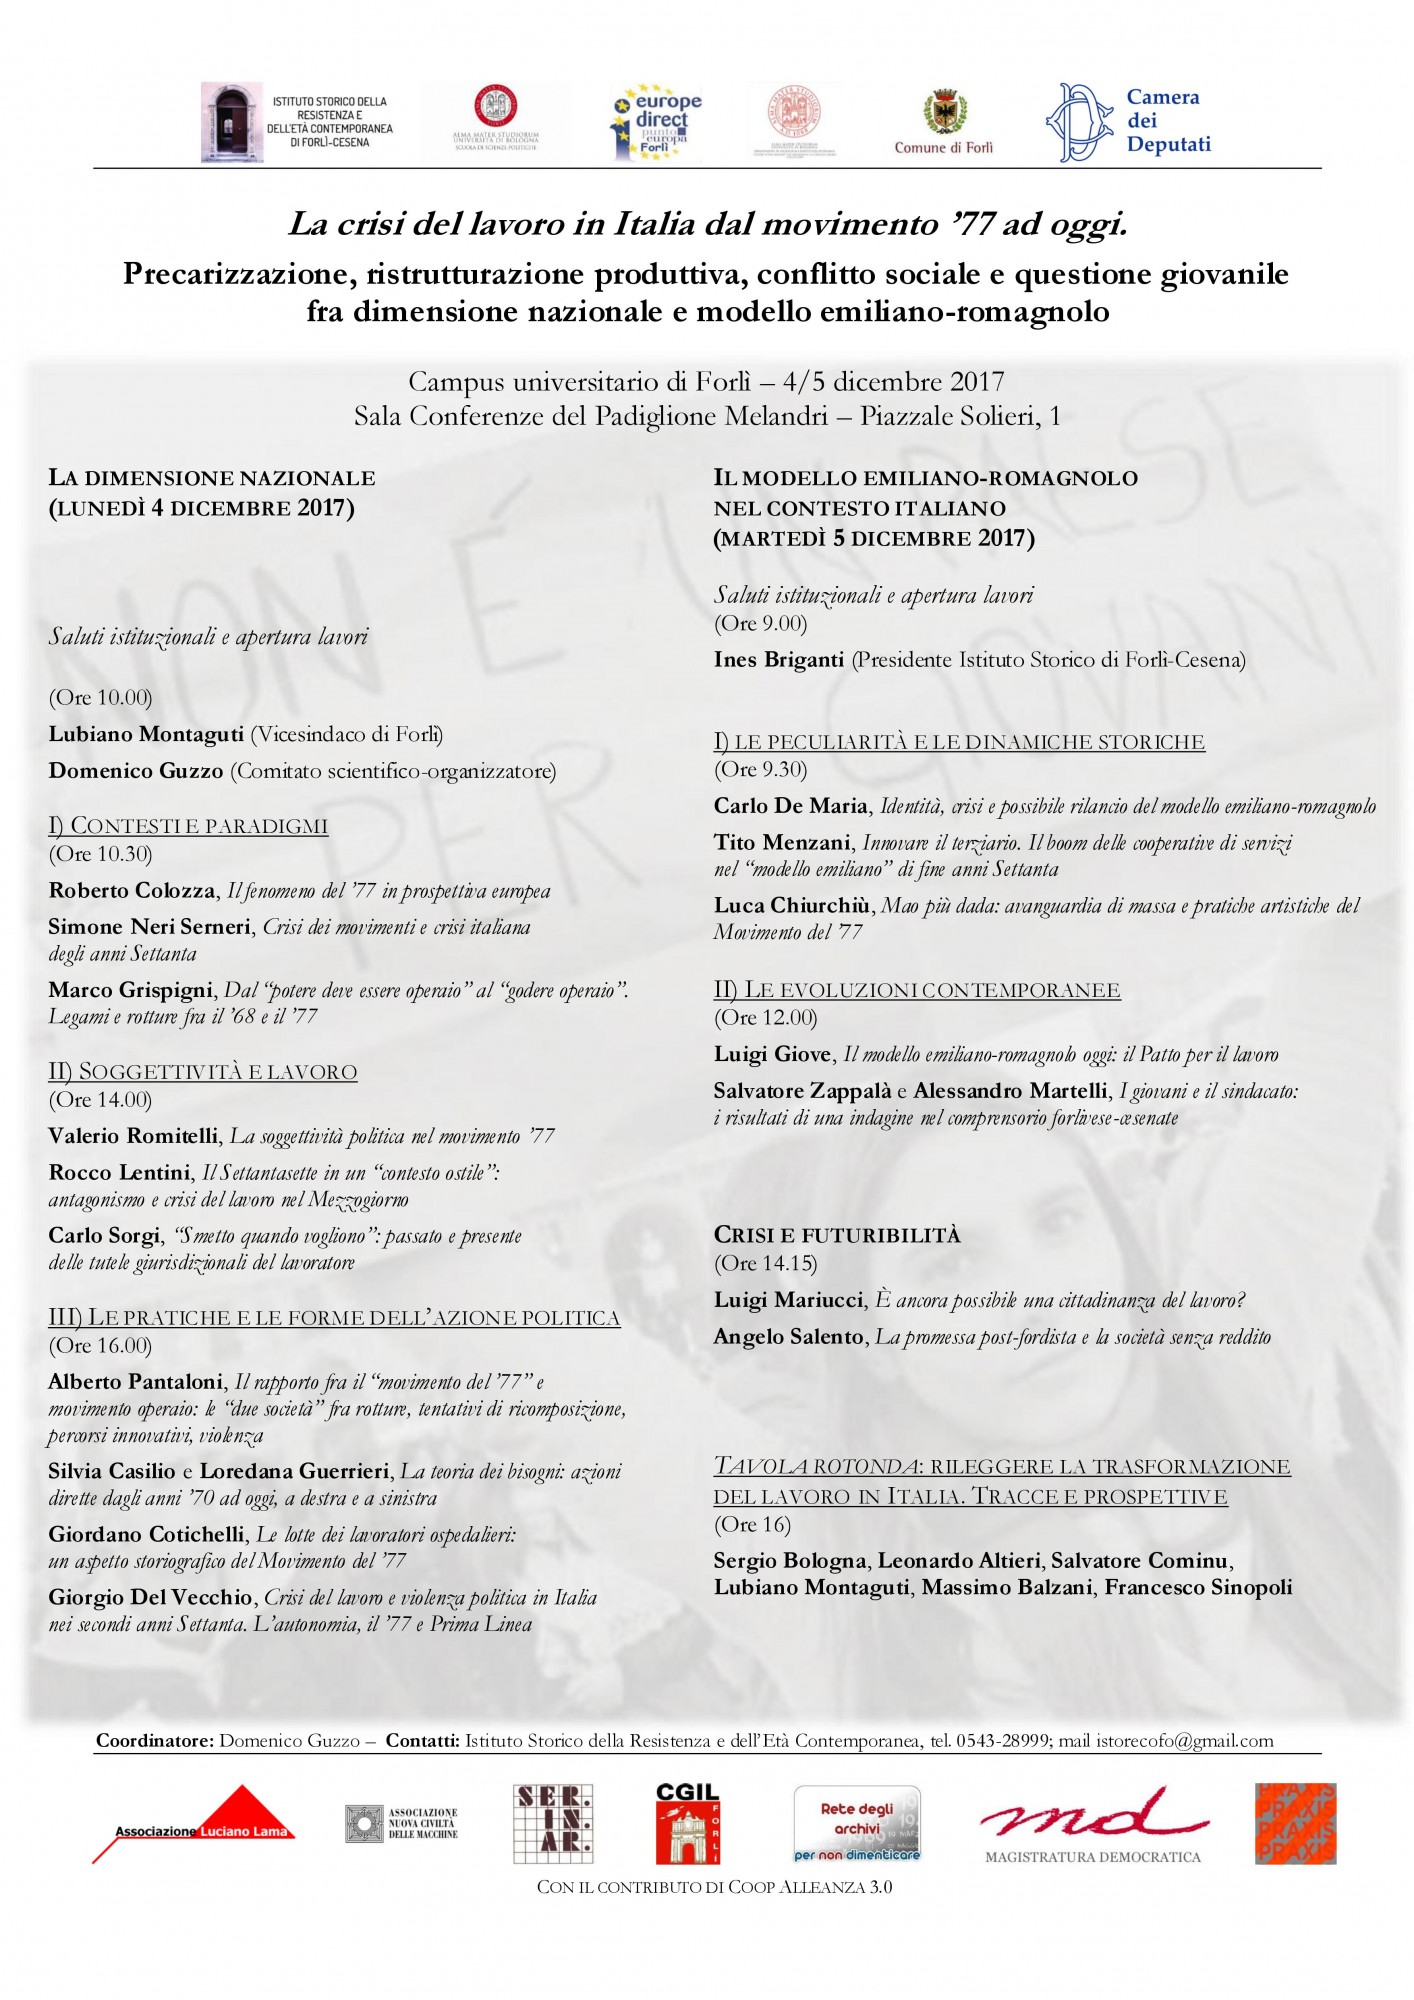 ISTITUTO STORICO DELLA
RESISTENZA E
DELL'ETÀ CONTEMPORANEA
DI FORLÌ-CESENA
ALMA MATER STUDIORUM
UNIVERSITÀ DI BOLOGNA
SCUOLA DI SCIENZE POLITICHE
europe
direct
punto
europa
Forlì
ALMA MATER STUDIORUM
Comune di Forlì
Camera
dei
Deputati
La crisi del lavoro in Italia dal movimento ’77 ad oggi.
Precarizzazione, ristrutturazione produttiva, conflitto sociale e questione giovanile
fra dimensione nazionale e modello emiliano-romagnolo
Campus universitario di Forlì – 4/5 dicembre 2017
Sala Conferenze del Padiglione Melandri – Piazzale Solieri, 1
NON É UN PAESE
PER GIOVANI
LA DIMENSIONE NAZIONALE
(LUNEDÌ 4 DICEMBRE 2017)
Saluti istituzionali e apertura lavori
(Ore 10.00)
Lubiano Montaguti (Vicesindaco di Forlì)
Domenico Guzzo (Comitato scientifico-organizzatore)
I) CONTESTI E PARADIGMI
(Ore 10.30)
Roberto Colozza, Il fenomeno del ’77 in prospettiva europea
Simone Neri Serneri, Crisi dei movimenti e crisi italiana
degli anni Settanta
Marco Grispigni, Dal “potere deve essere operaio” al “godere operaio”.
Legami e rotture fra il ’68 e il ’77
II) SOGGETTIVITÀ E LAVORO
(Ore 14.00)
Valerio Romitelli, La soggettività politica nel movimento ’77
Rocco Lentini, Il Settantasette in un “contesto ostile”:
antagonismo e crisi del lavoro nel Mezzogiorno
Carlo Sorgi, “Smetto quando vogliono”: passato e presente
delle tutele giurisdizionali del lavoratore
III) LE PRATICHE E LE FORME DELL’AZIONE POLITICA
(Ore 16.00)
Alberto Pantaloni, Il rapporto fra il “movimento del ’77” e
movimento operaio: le “due società” fra rotture, tentativi di ricomposizione,
percorsi innovativi, violenza
Silvia Casilio e Loredana Guerrieri, La teoria dei bisogni: azioni
dirette dagli anni ’70 ad oggi, a destra e a sinistra
Giordano Cotichelli, Le lotte dei lavoratori ospedalieri:
un aspetto storiografico del Movimento del ’77
Giorgio Del Vecchio, Crisi del lavoro e violenza politica in Italia
nei secondi anni Settanta. L’autonomia, il ’77 e Prima Linea
IL MODELLO EMILIANO-ROMAGNOLO
NEL CONTESTO ITALIANO
(MARTEDÌ 5 DICEMBRE 2017)
Saluti istituzionali e apertura lavori
(Ore 9.00)
Ines Briganti (Presidente Istituto Storico di Forlì-Cesena)
I) LE PECULIARITÀ E LE DINAMICHE STORICHE
(Ore 9.30)
Carlo De Maria, Identità, crisi e possibile rilancio del modello emiliano-romagnolo
Tito Menzani, Innovare il terziario. Il boom delle cooperative di servizi
nel “modello emiliano” di fine anni Settanta
Luca Chiurchiù, Mao più dada: avanguardia di massa e pratiche artistiche del
Movimento del ’77
II) LE EVOLUZIONI CONTEMPORANEE
(Ore 12.00)
Luigi Giove, Il modello emiliano-romagnolo oggi: il Patto per il lavoro
Salvatore Zappalà e Alessandro Martelli, I giovani e il sindacato:
i risultati di una indagine nel comprensorio forlivese-cesenate
CRISI E FUTURIBILITÀ
(Ore 14.15)
Luigi Mariucci, È ancora possibile una cittadinanza del lavoro?
Angelo Salento, La promessa post-fordista e la società senza reddito
TAVOLA ROTONDA: RILEGGERE LA TRASFORMAZIONE
DEL LAVORO IN ITALIA. TRACCE E PROSPETTIVE
(Ore 16)
Sergio Bologna, Leonardo Altieri, Salvatore Cominu,
Lubiano Montaguti, Massimo Balzani, Francesco Sinopoli
Coordinatore: Domenico Guzzo – Contatti: Istituto Storico della Resistenza e dell’Età Contemporanea, tel. 0543-28999; mail istorecofo@gmail.com
Associazione Luciano Lama
ASSOCIAZIONE
NUOVA CIVILTÀ
DELLE MACCHINE
SER.
IN.
AR.
CGIL
FORLÌ
Rete degli
archivi
per non dimenticare
md
MAGISTRATURA DEMOCRATICA
PRAXIS
CON IL CONTRIBUTO DI COOP ALLEANZA 3.0